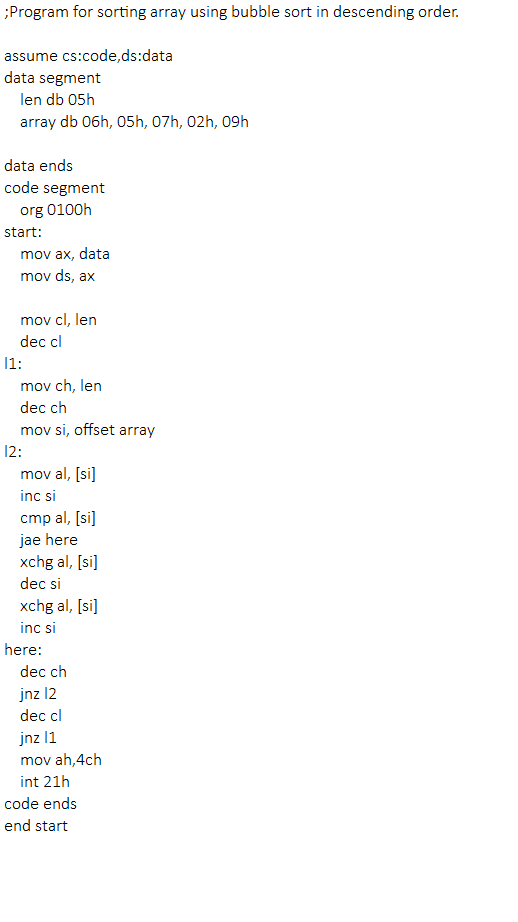 ;Program for sorting array using bubble sort in descending order.
assume cs:code,ds:data
data segment
len db 05h
array db 06h, 05h, 07h, 02h, 09h
data ends
code segment
org 0100h
start:
mov ax, data
mov ds, ax
mov cl, len
dec cl
l1:
mov ch, len
dec ch
mov si, offset array
l2:
mov al, [si]
inc si
cmp al, [si]
jae here
xchg al, [si]
dec si
xchg al, [si]
inc si
here:
dec ch
jnz l2
dec cl
jnz l1
mov ah,4ch
int 21h
code ends
end start